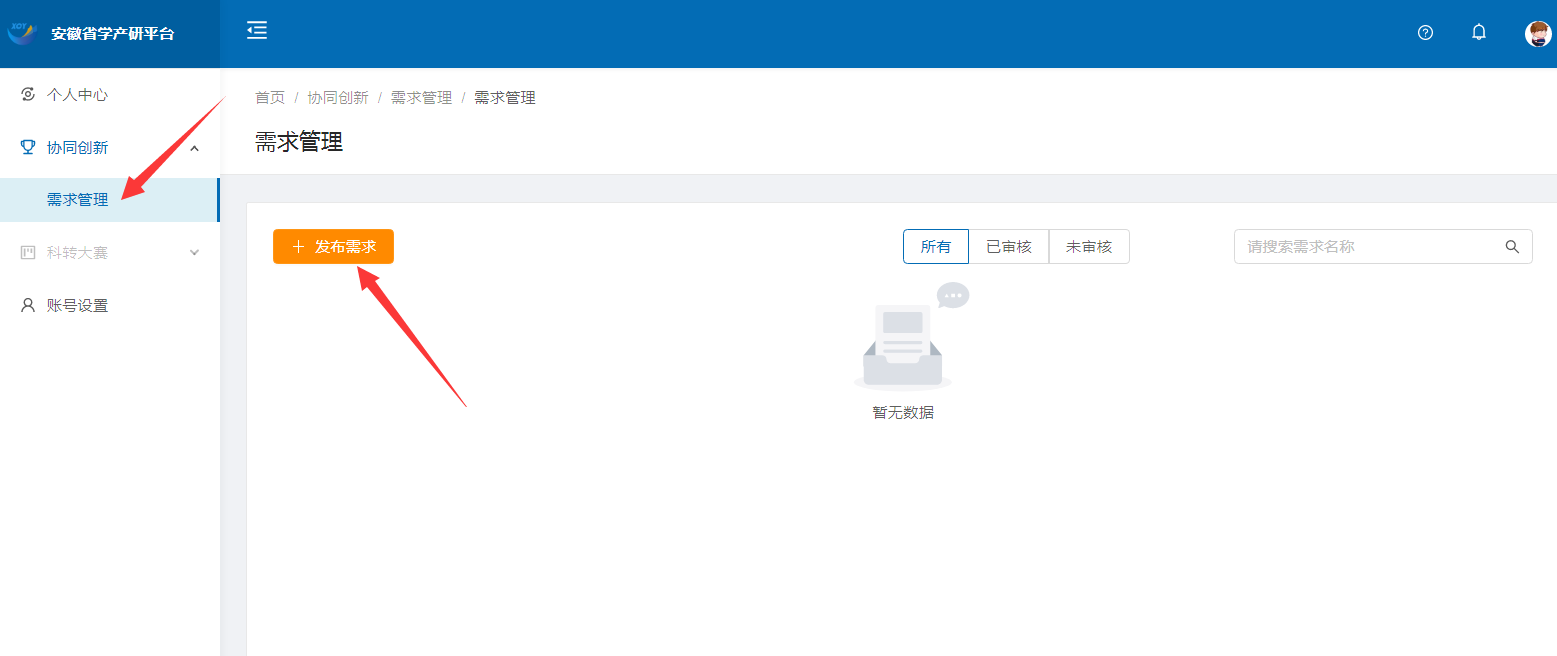 XCY
安徽省学产研平台
个人中心
协同创新
需求管理
科转大赛
账号设置
首页 / 协同创新 / 需求管理 / 需求管理
需求管理
+ 发布需求
所有 已审核 未审核
请搜索需求名称
暂无数据